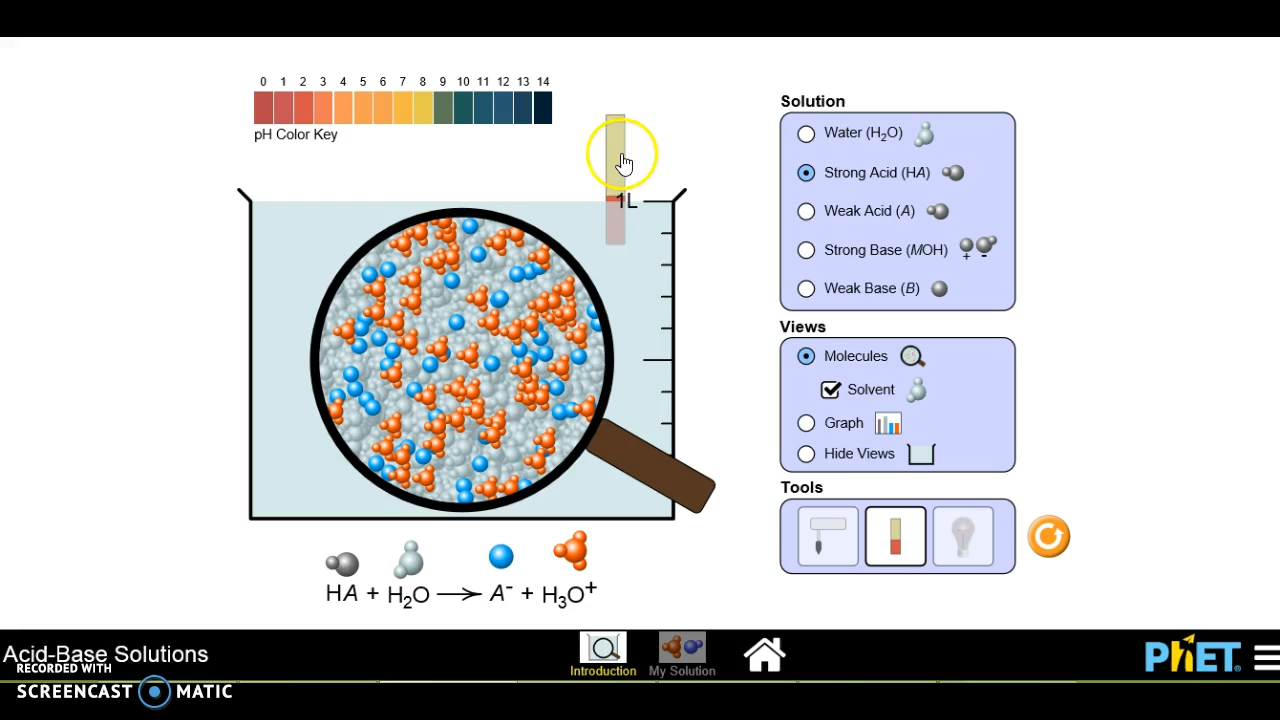 0 1 2 3 4 5 6 7 8 9 10 11 12 13 14
pH Color Key
1L
HA + H₂O → A⁻ + H₃O⁺
Solution
Water (H₂O)
Strong Acid (HA)
Weak Acid (A)
Strong Base (MOH)
+ -
Weak Base (B)
Views
Molecules
Solvent
Graph
Hide Views
Tools
Acid-Base Solutions
Introduction
My Solution
PhET
RECORDED WITH
SCREENCAST MATIC